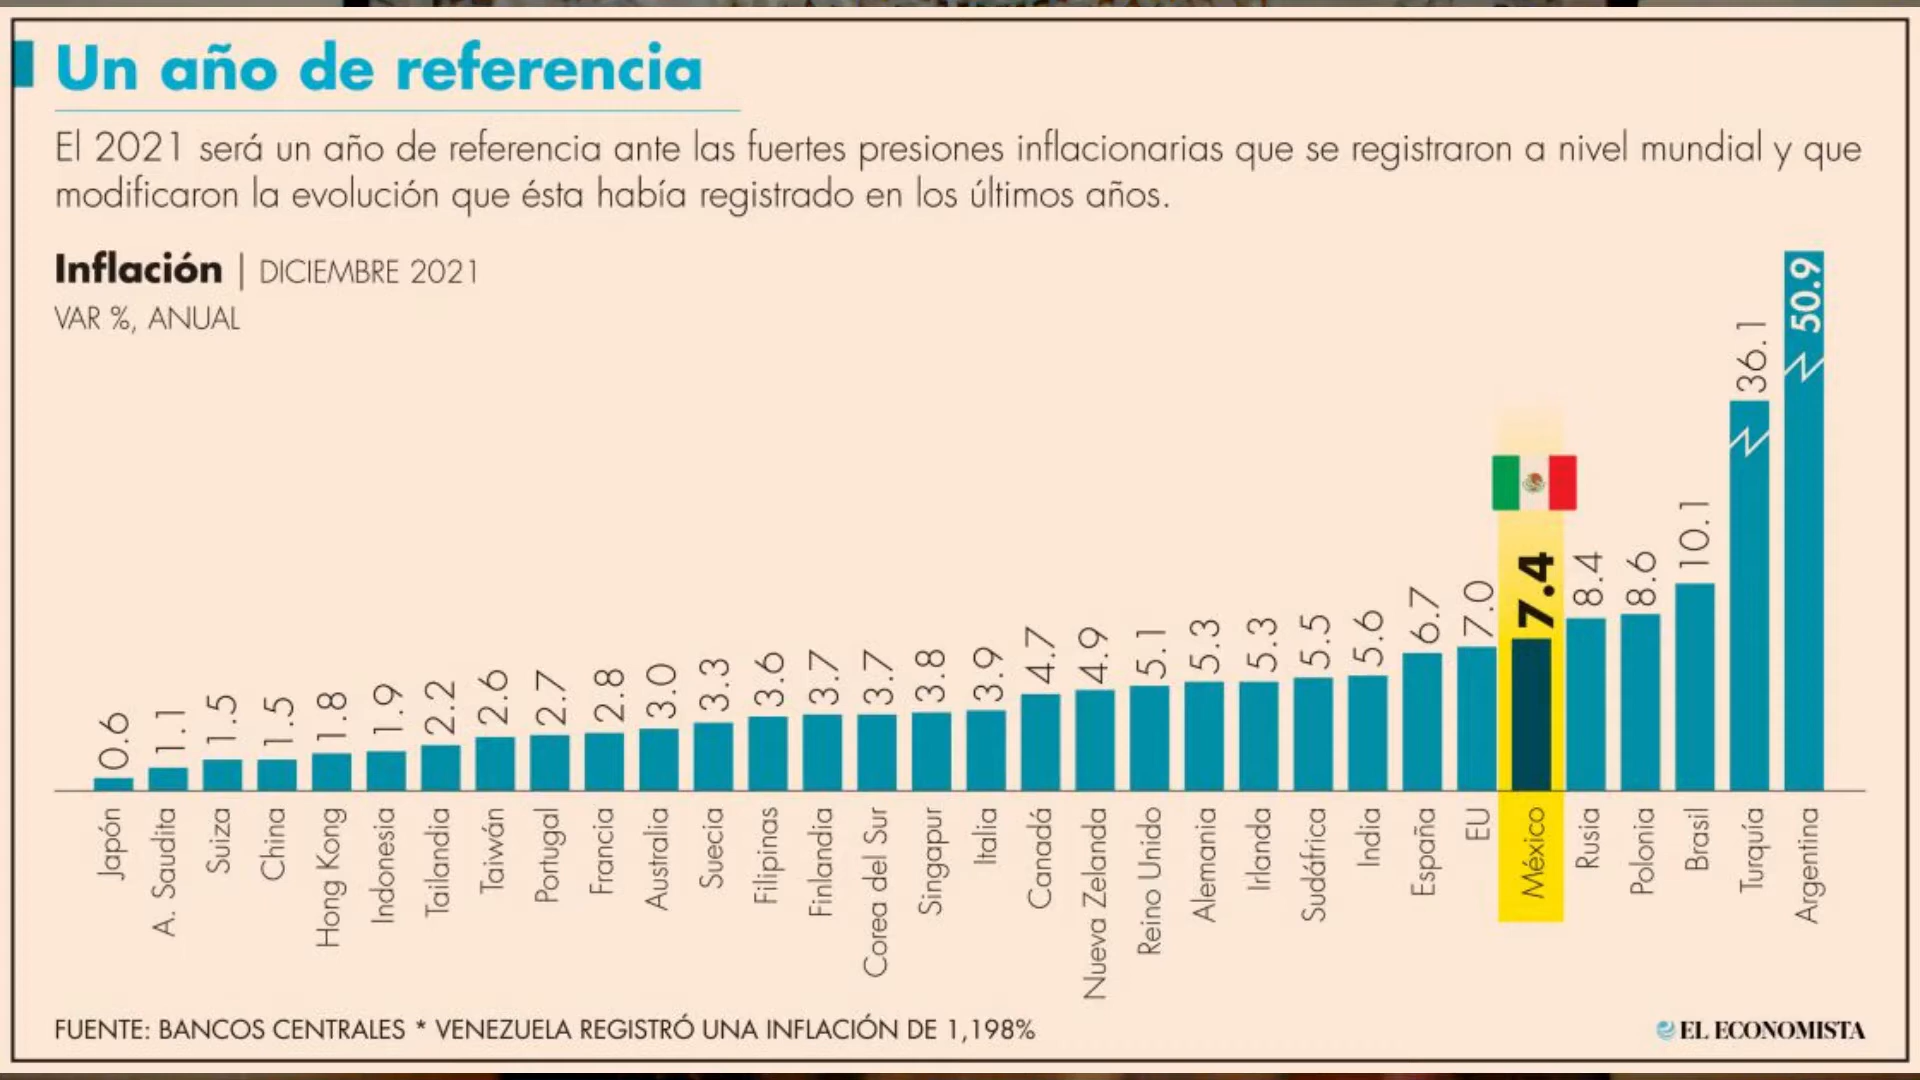 Un año de referencia
El 2021 será un año de referencia ante las fuertes presiones inflacionarias que se registraron a nivel mundial y que
modificaron la evolución que ésta había registrado en los últimos años.
Inflación | DICIEMBRE 2021
VAR %, ANUAL
0.6
1.1
1.5
1.5
1.8
1.9
2.2
2.6
2.7
2.8
3.0
3.3
3.6
3.7
3.7
3.8
3.9
4.7
4.9
5.1
5.3
5.3
5.5
5.6
6.7
7.0
7.4
8.4
8.6
10.1
36.1
50.9
Japón
A. Saudita
Suiza
China
Hong Kong
Indonesia
Tailandia
Taiwán
Portugal
Francia
Australia
Suecia
Filipinas
Finlandia
Corea del Sur
Singapur
Italia
Canadá
Nueva Zelanda
Reino Unido
Alemania
Irlanda
Sudáfrica
India
España
EU
México
Rusia
Polonia
Brasil
Turquía
Argentina
FUENTE: BANCOS CENTRALES * VENEZUELA REGISTRÓ UNA INFLACIÓN DE 1,198%
EL ECONOMISTA